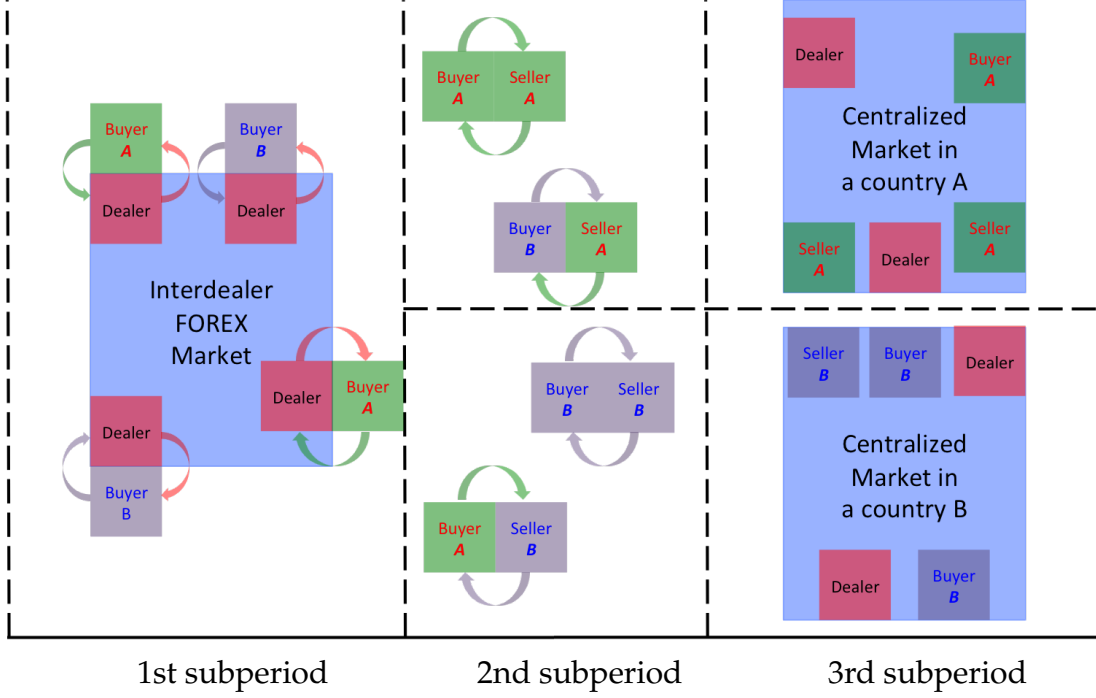 Buyer
A
Dealer
Buyer
B
Dealer
Interdealer
FOREX
Market
Dealer
Buyer
A
Dealer
Buyer
B
1st subperiod
Buyer
A
Seller
A
Buyer
B
Seller
A
Buyer
B
Seller
B
Buyer
A
Seller
B
2nd subperiod
Dealer
Buyer
A
Centralized
Market in
a country A
Seller
A
Dealer
Seller
A
Seller
B
Buyer
B
Dealer
Centralized
Market in
a country B
Dealer
Buyer
B
3rd subperiod